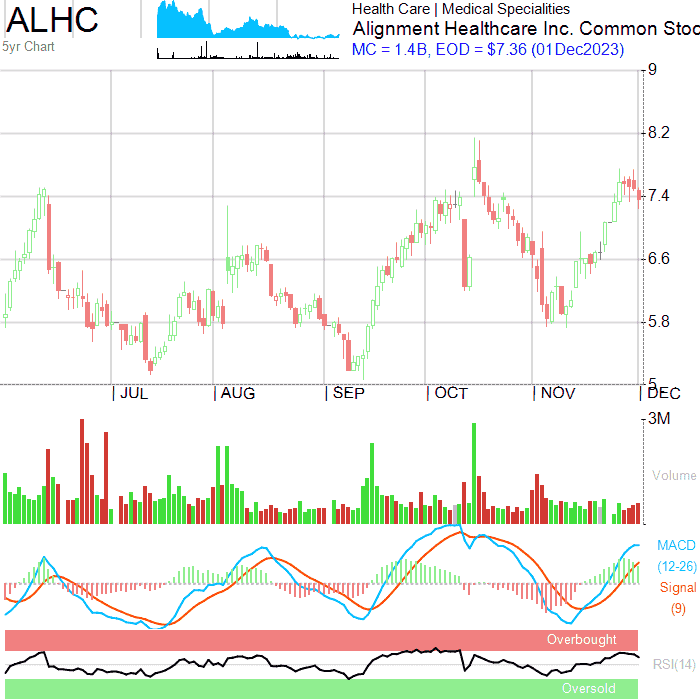 ALHC
5yr Chart
Health Care | Medical Specialities
Alignment Healthcare Inc. Common Stoc
MC = 1.4B, EOD = $7.36 (01Dec2023)
9
8.2
7.4
6.6
5.8
5
| JUL
| AUG
| SEP
| OCT
| NOV
| DEC
3M
Volume
MACD
(12-26)
Signal
(9)
Overbought
RSI(14)
Oversold